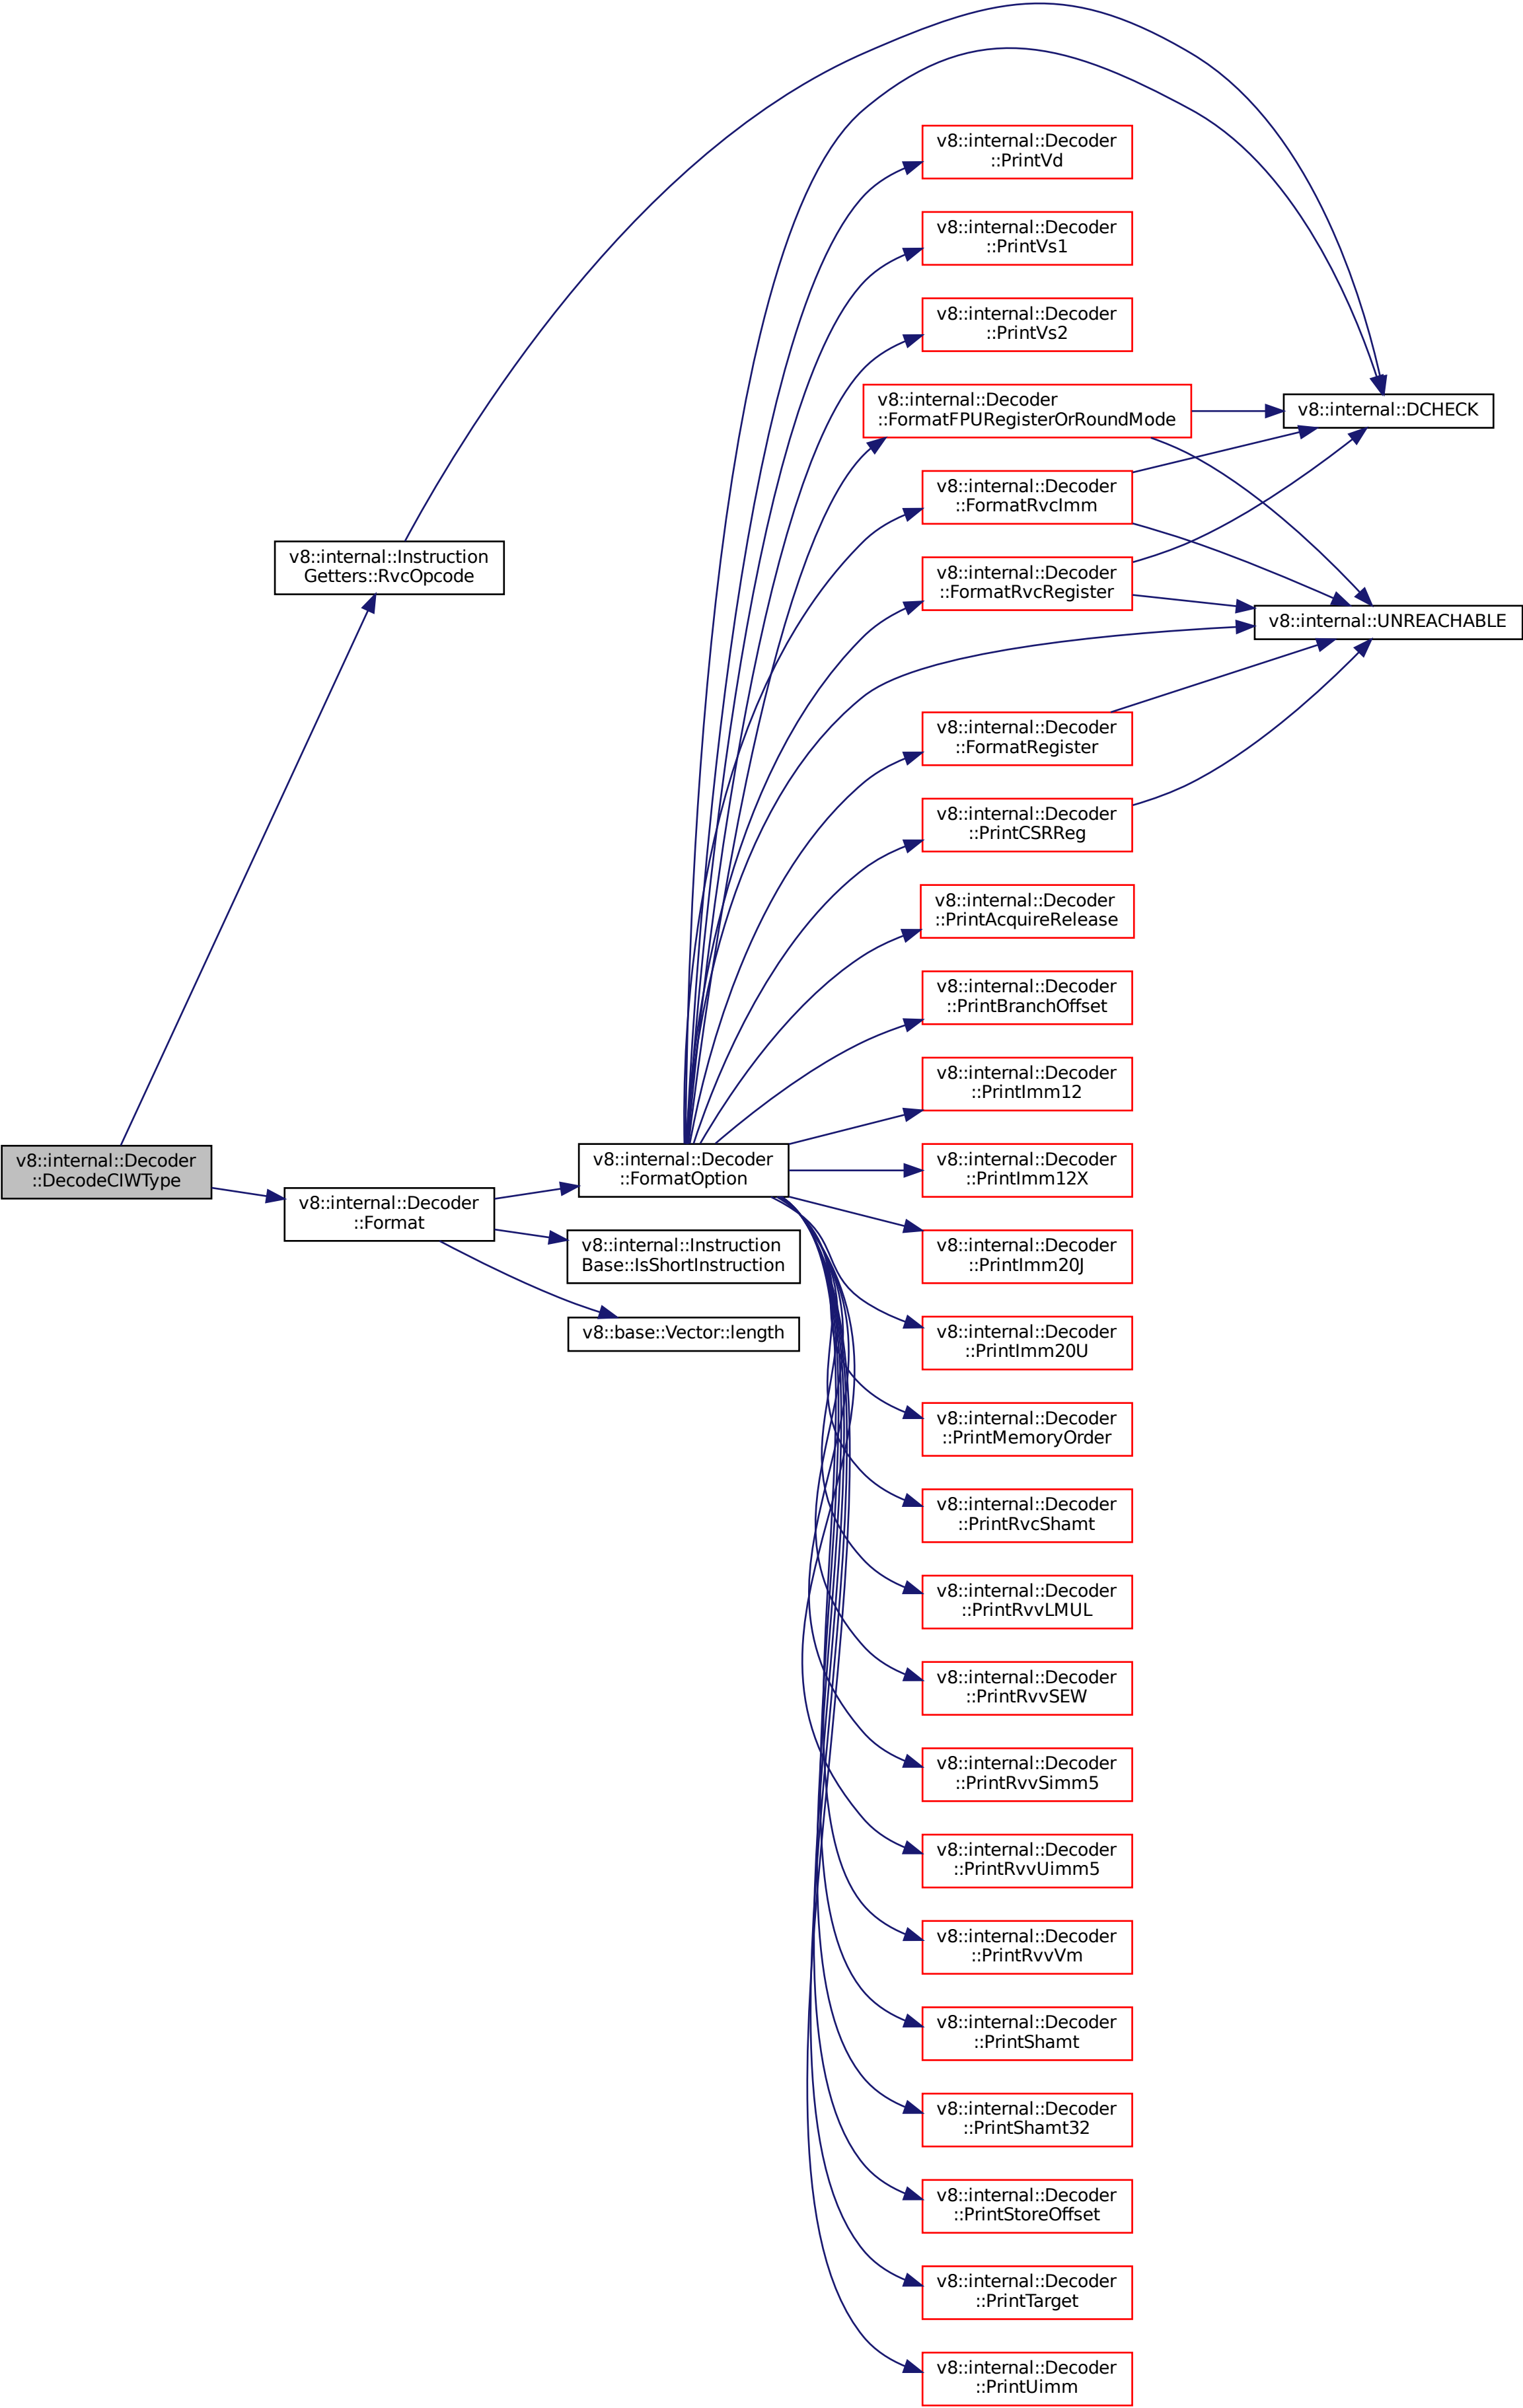 v8::internal::Decoder
::PrintVd
v8::internal::Decoder
::PrintVs1
v8::internal::Decoder
::PrintVs2
v8::internal::Decoder
::FormatFPURegisterOrRoundMode
v8::internal::DCHECK
v8::internal::Decoder
::FormatRvcImm
v8::internal::Instruction
Getters::RvcOpcode
v8::internal::Decoder
::FormatRvcRegister
v8::internal::UNREACHABLE
v8::internal::Decoder
::FormatRegister
v8::internal::Decoder
::PrintCSRReg
v8::internal::Decoder
::PrintAcquireRelease
v8::internal::Decoder
::PrintBranchOffset
v8::internal::Decoder
::PrintImm12
v8::internal::Decoder
::DecodeCIWType
v8::internal::Decoder
::Format
v8::internal::Decoder
::FormatOption
v8::internal::Instruction
Base::IsShortInstruction
v8::base::Vector::length
v8::internal::Decoder
::PrintImm12X
v8::internal::Decoder
::PrintImm20J
v8::internal::Decoder
::PrintImm20U
v8::internal::Decoder
::PrintMemoryOrder
v8::internal::Decoder
::PrintRvcShamt
v8::internal::Decoder
::PrintRvvLMUL
v8::internal::Decoder
::PrintRvvSEW
v8::internal::Decoder
::PrintRvvSimm5
v8::internal::Decoder
::PrintRvvUimm5
v8::internal::Decoder
::PrintRvvVm
v8::internal::Decoder
::PrintShamt
v8::internal::Decoder
::PrintShamt32
v8::internal::Decoder
::PrintStoreOffset
v8::internal::Decoder
::PrintTarget
v8::internal::Decoder
::PrintUimm